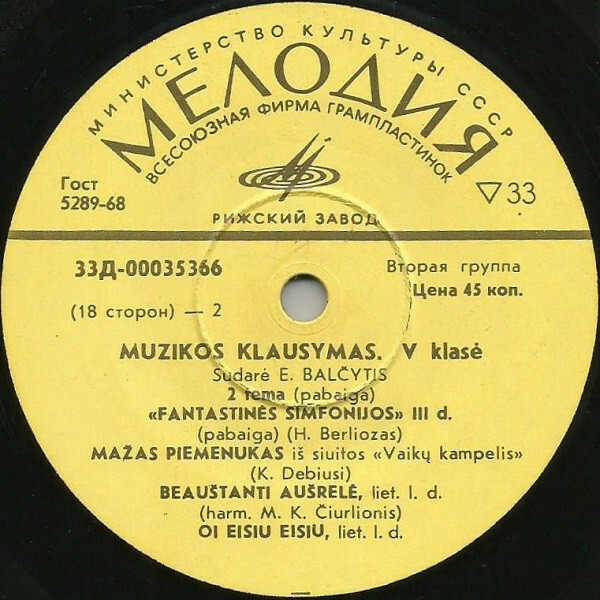 МИНИСТЕРСТВО КУЛЬТУРЫ СССР
МЕЛОДИЯ
ВСЕСОЮЗНАЯ ФИРМА ГРАМПЛАСТИНОК
Гост
5289-68
33
РИЖСКИЙ ЗАВОД
33Д-00035366
Вторая группа
Цена 45 коп.
(18 сторон) — 2
MUZIKOS KLAUSYMAS. V klasė
Sudarė E. BALČYTIS
2 tema (pabaiga)
«FANTASTINĖS SIMFONIJOS» III d.
(pabaiga) (H. Berliozas)
MAŽAS PIEMENUKAS iš siuitos «Vaikų kampelis»
(K. Debiusi)
BEAUŠTANTI AUŠRELĖ, liet. l. d.
(harm. M. K. Čiurlionis)
OI EISIU EISIU, liet. l. d.